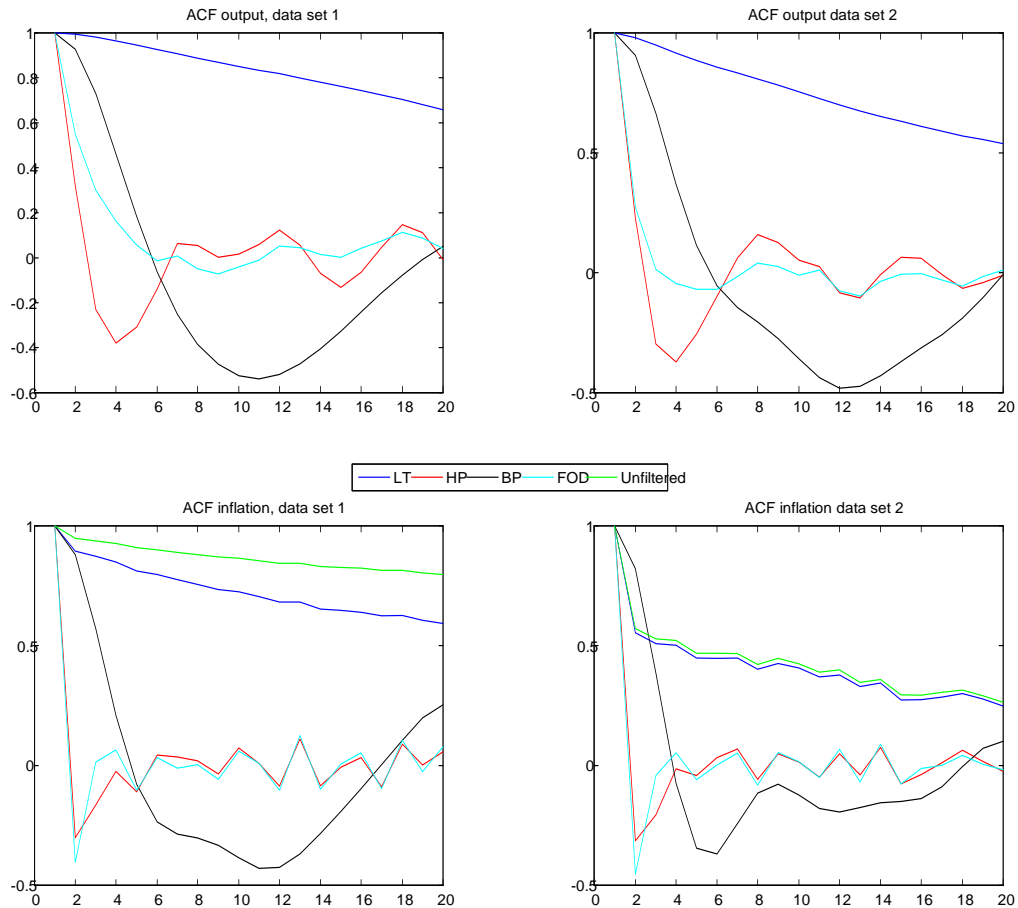 ACF output, data set 1
1
0.8
0.6
0.4
0.2
0
-0.2
-0.4
-0.6
0 2 4 6 8 10 12 14 16 18 20
ACF output data set 2
1
0.5
0
-0.5
0 2 4 6 8 10 12 14 16 18 20
LT HP BP FOD Unfiltered
ACF inflation, data set 1
1
0.5
0
-0.5
0 2 4 6 8 10 12 14 16 18 20
ACF inflation data set 2
1
0.5
0
-0.5
0 2 4 6 8 10 12 14 16 18 20